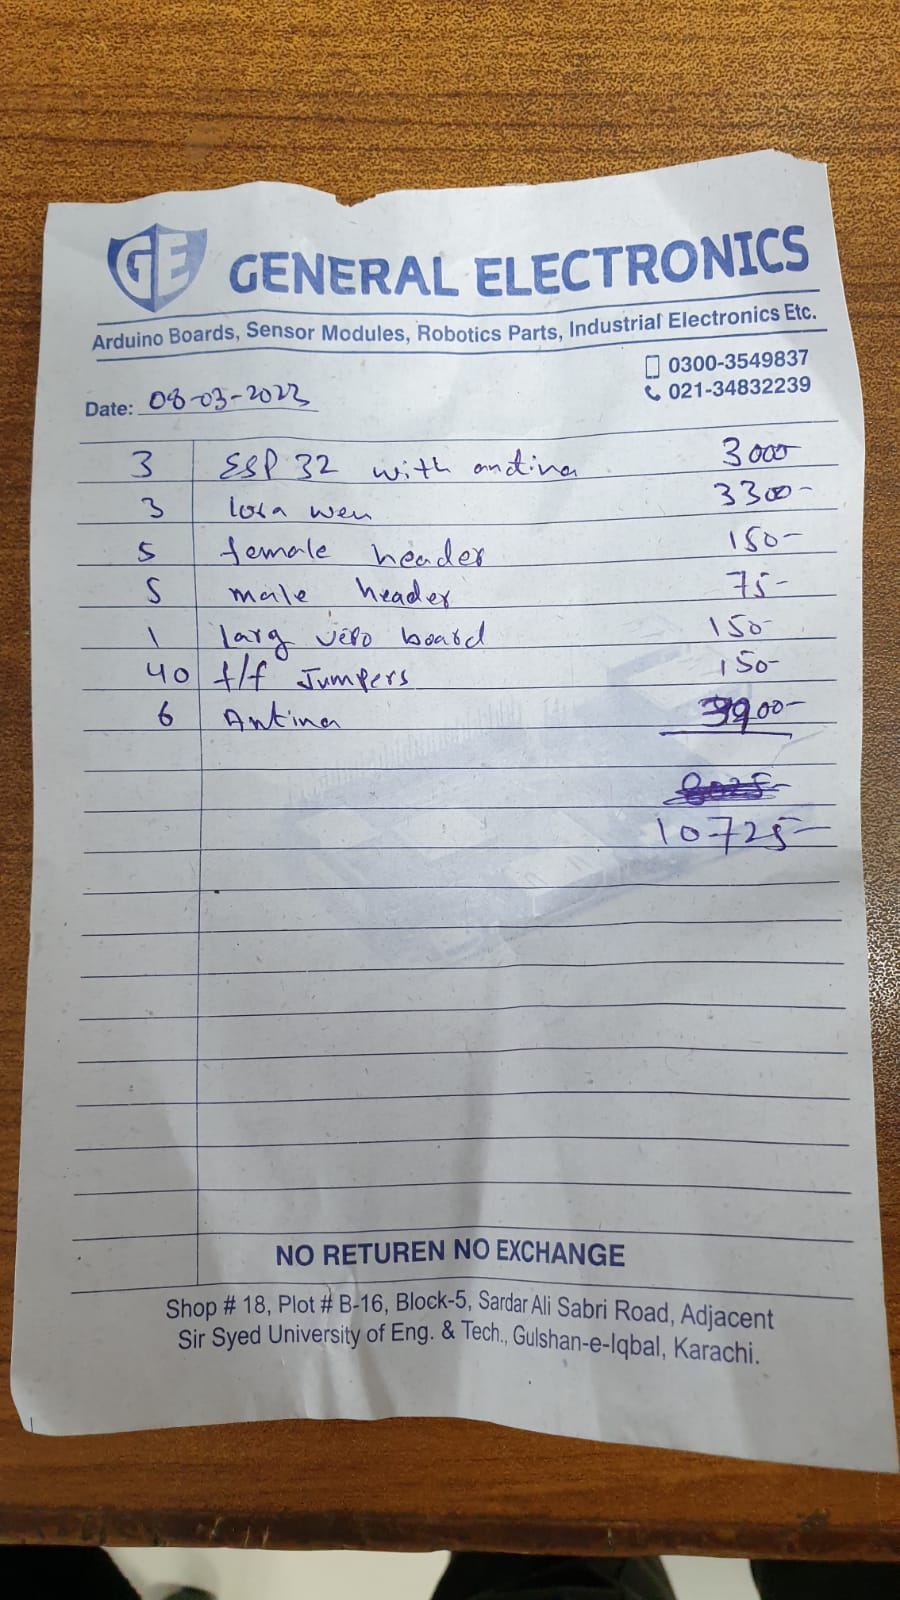 GE GENERAL ELECTRONICS
Arduino Boards, Sensor Modules, Robotics Parts, Industrial Electronics Etc.
0300-3549837
Date: 08-03-2023 021-34832239
3 ESP 32 with antina 3000
3 lora wen 3300-
5 female header 150-
5 male header 75-
1 larg vero board 150-
40 f/f Jumpers 150-
6 Antina 3900-
10725-
NO RETUREN NO EXCHANGE
Shop # 18, Plot # B-16, Block-5, Sardar Ali Sabri Road, Adjacent
Sir Syed University of Eng. & Tech., Gulshan-e-Iqbal, Karachi.